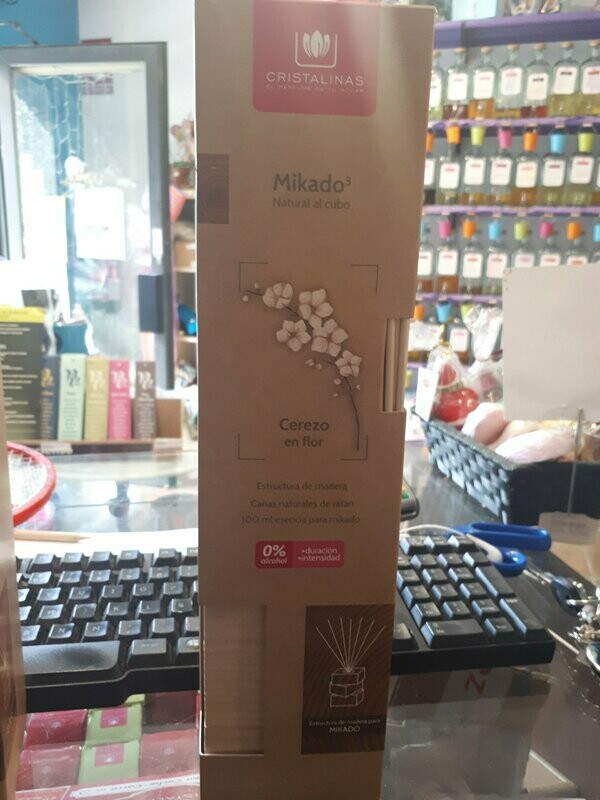 CRISTALINAS
EL PERFUME DE TU HOGAR
Mikado³
Natural al cubo
Cerezo
en flor
Estructura de madera
Cañas naturales de ratán
100 ml esencia para mikado
0%
alcohol
+duración
+intensidad
Estructura de madera para
MIKADO